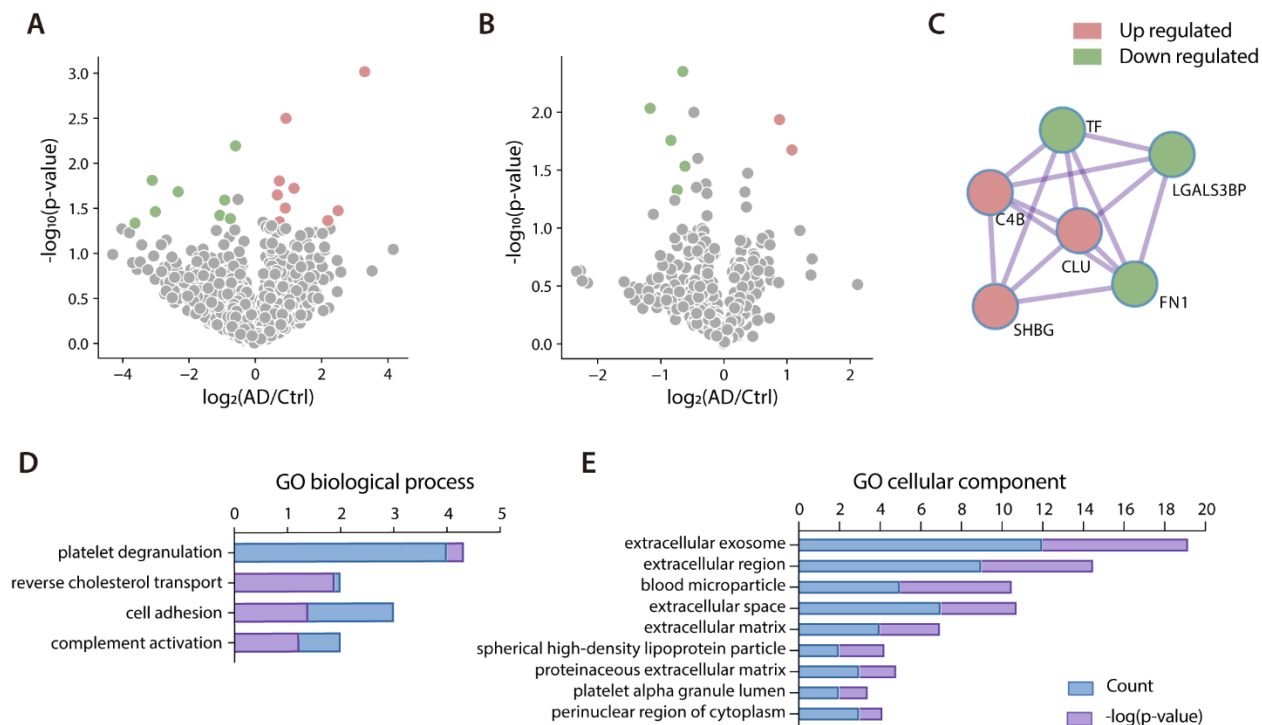 A
3.0
2.5
2.0
1.5
1.0
0.5
0.0
-log₁₀(p-value)
−4 −2 0 2 4
log₂(AD/Ctrl)
B
2.0
1.5
1.0
0.5
0.0
-log₁₀(p-value)
−2 −1 0 1 2
log₂(AD/Ctrl)
C
Up regulated
Down regulated
TF
LGALS3BP
C4B
CLU
FN1
SHBG
D
GO biological process
0 1 2 3 4 5
platelet degranulation
reverse cholesterol transport
cell adhesion
complement activation
E
GO cellular component
0 2 4 6 8 10 12 14 16 18 20
extracellular exosome
extracellular region
blood microparticle
extracellular space
extracellular matrix
spherical high-density lipoprotein particle
proteinaceous extracellular matrix
platelet alpha granule lumen
perinuclear region of cytoplasm
Count
-log(p-value)